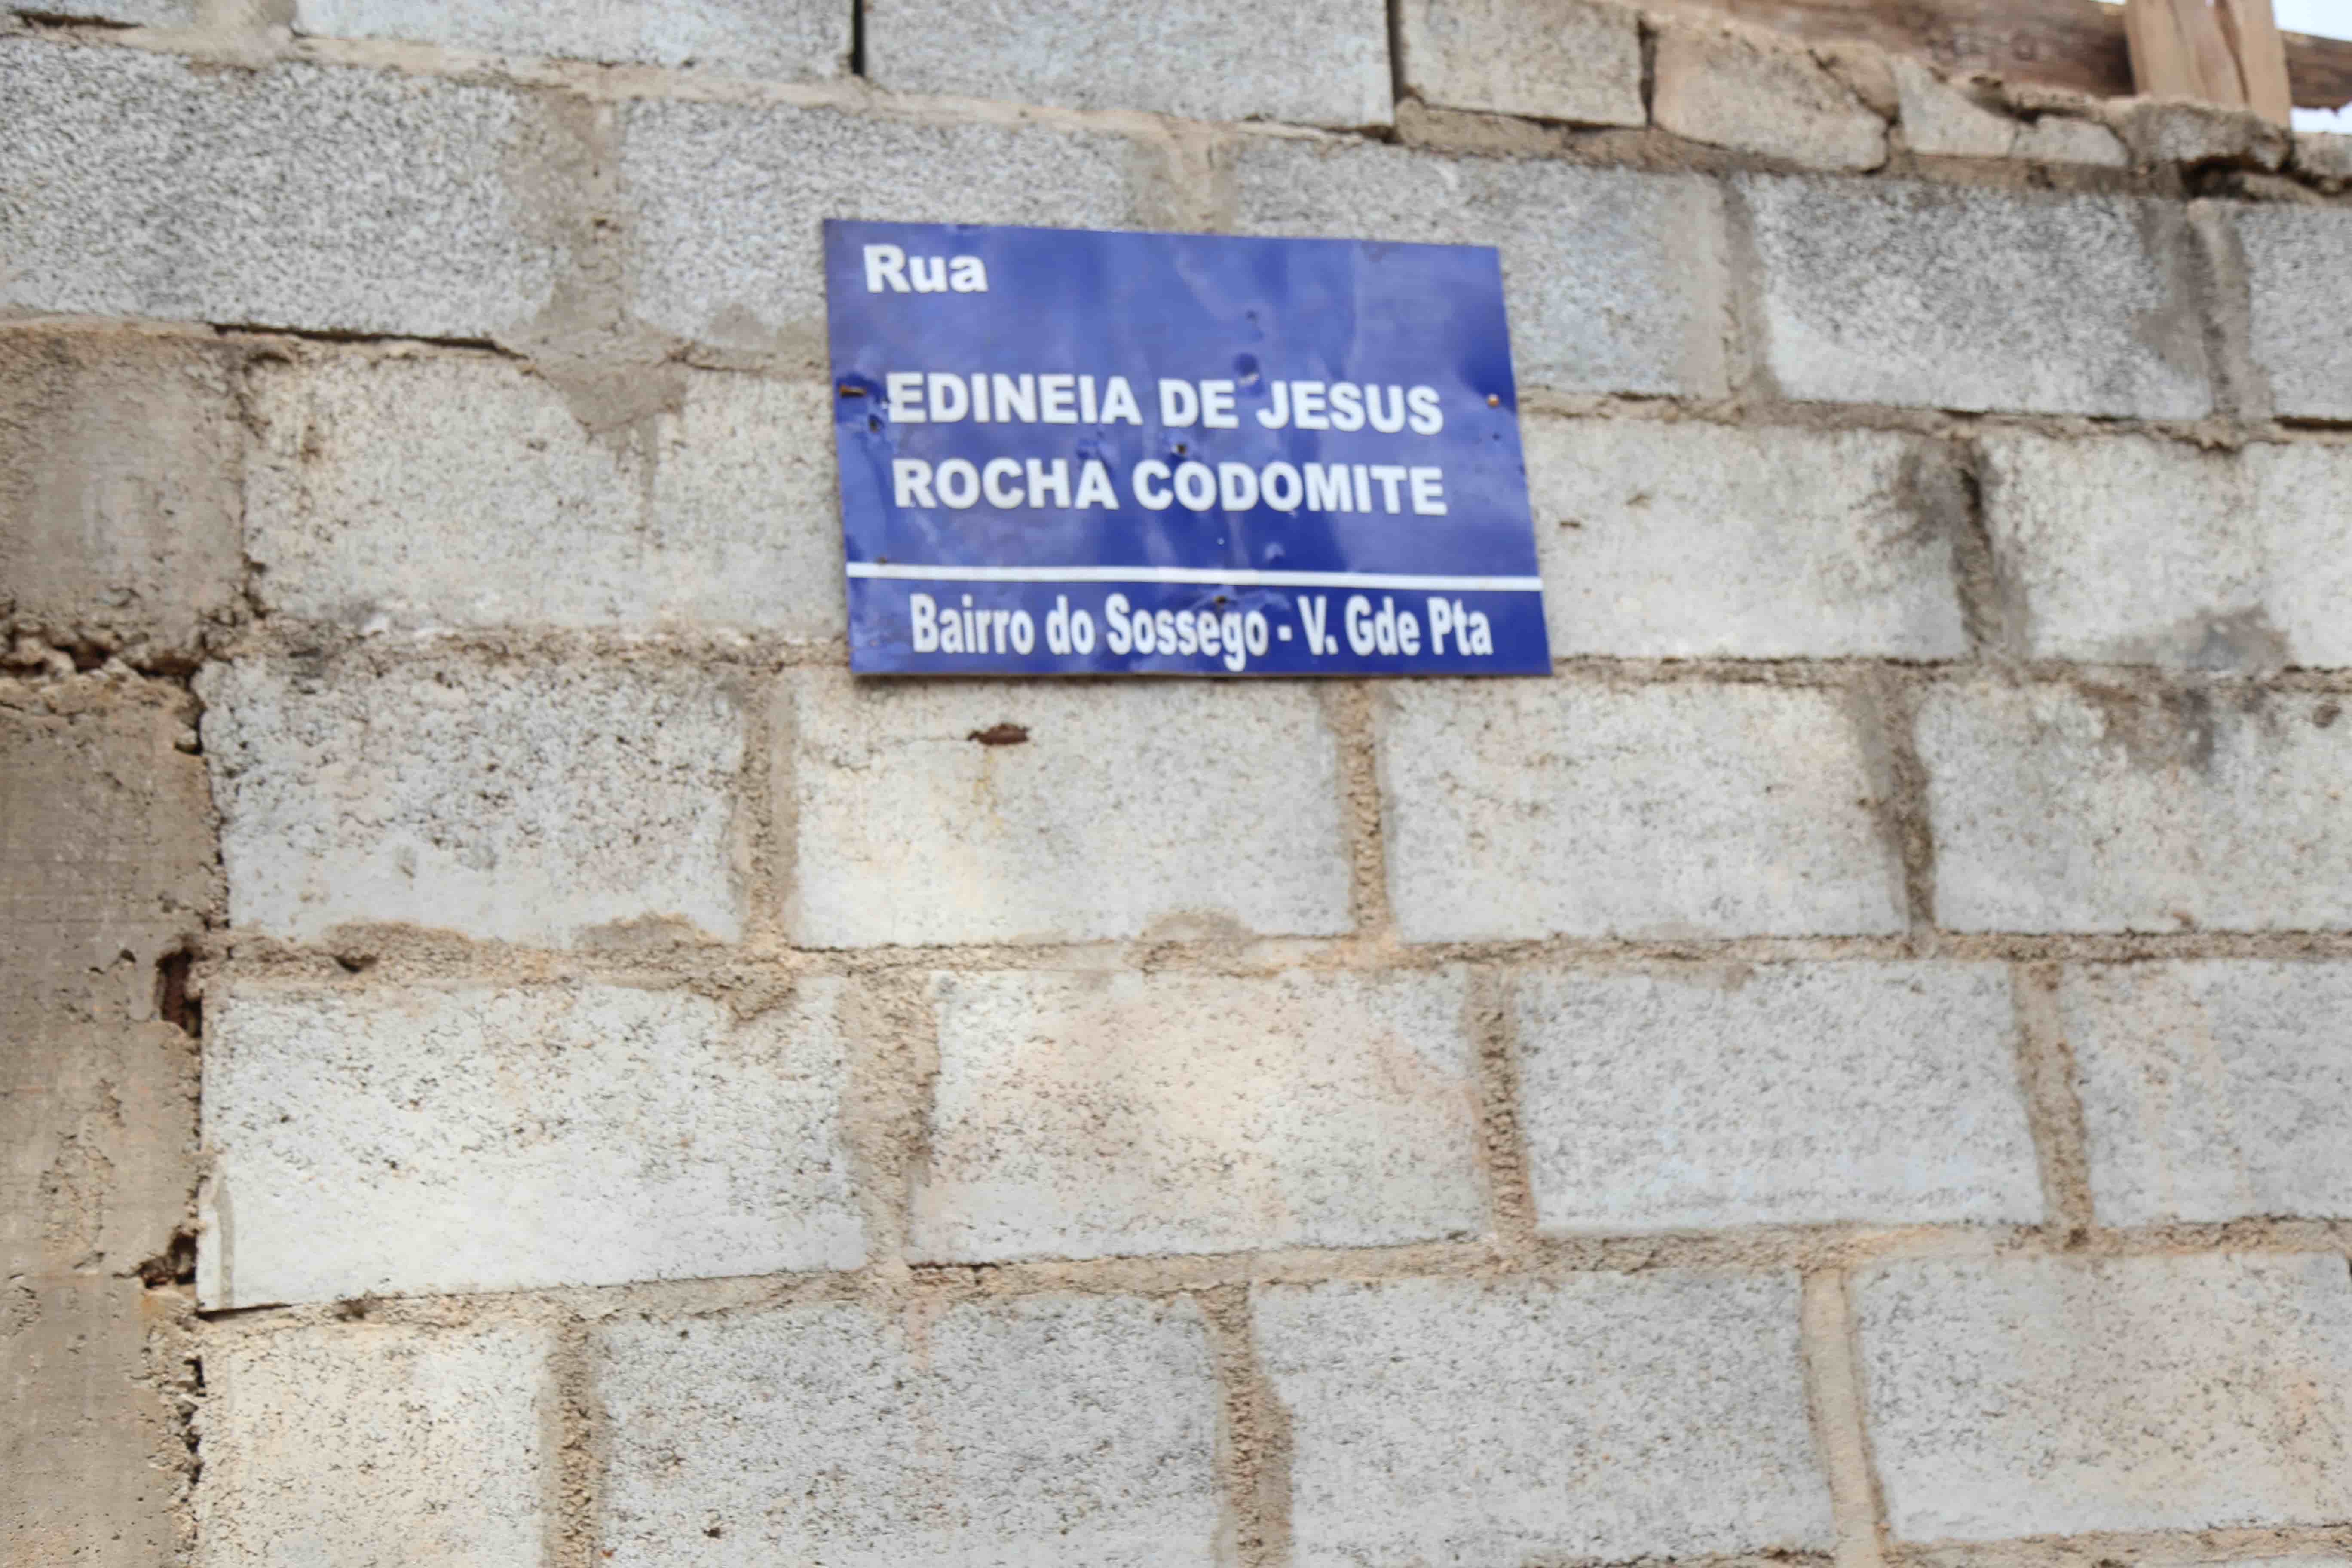 Rua
EDINEIA DE JESUS
ROCHA CODOMITE
Bairro do Sossego - V. Gde Pta